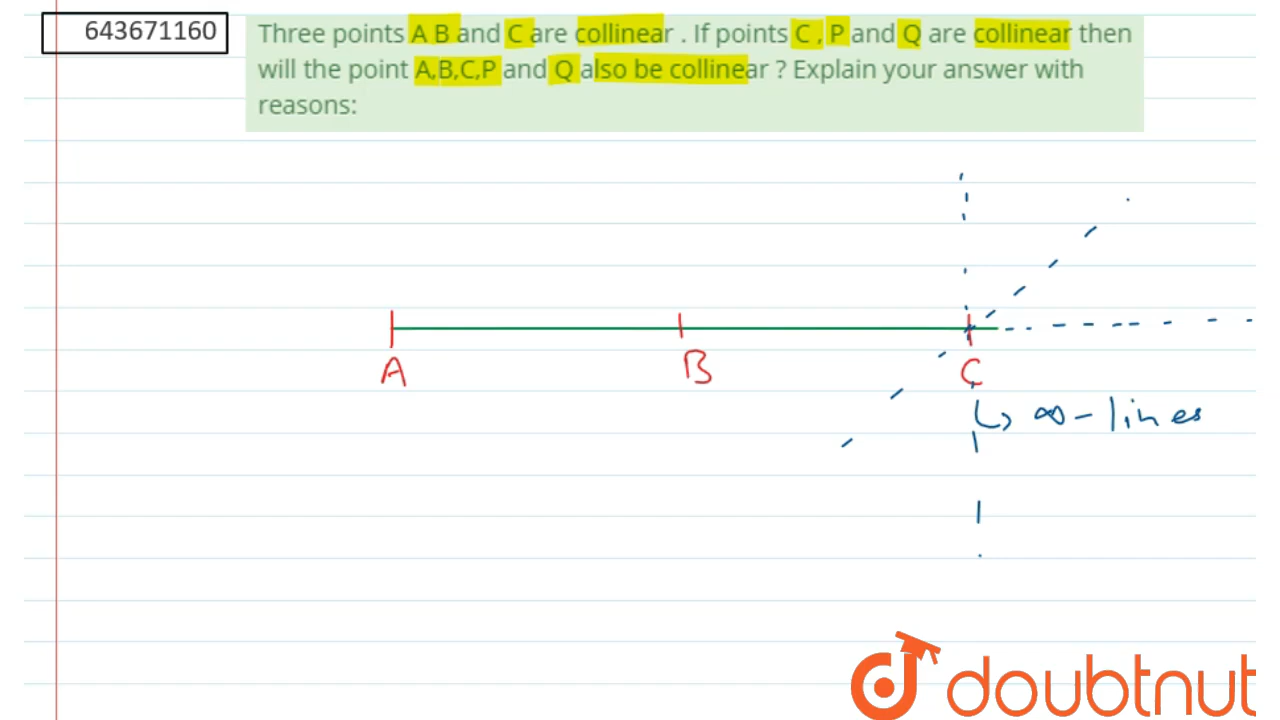 643671160
Three points A B and C are collinear . If points C , P and Q are collinear then
will the point A,B,C,P and Q also be collinear ? Explain your answer with
reasons:
A B C
↳ ∞ - lines
doubtnut